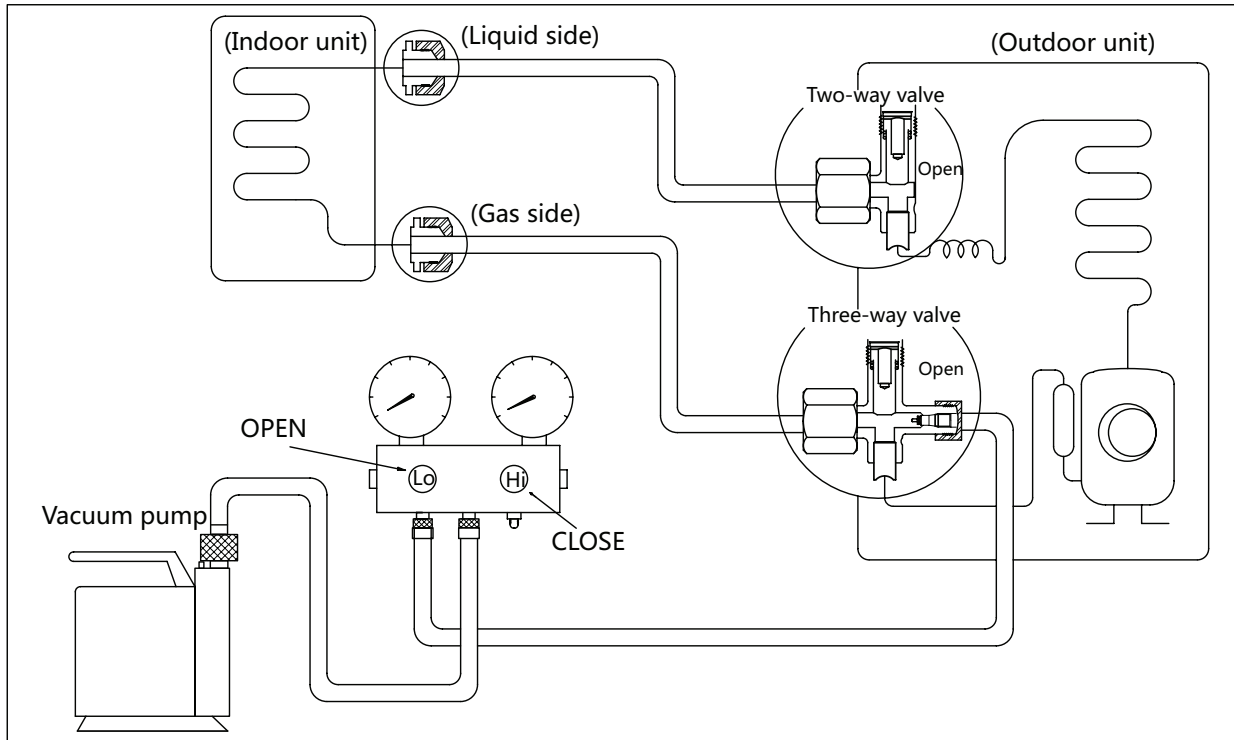 (Indoor unit)
(Liquid side)
(Outdoor unit)
Two-way valve
Open
(Gas side)
Three-way valve
Open
OPEN
Lo
Hi
CLOSE
Vacuum pump